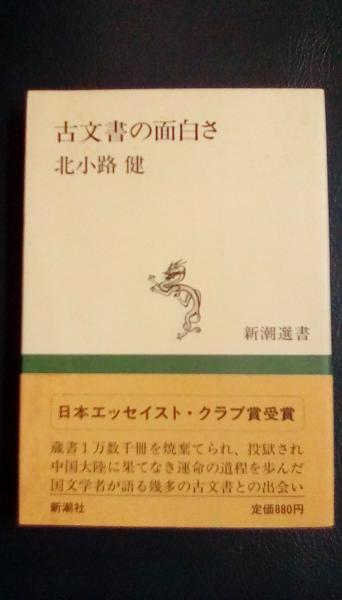 古文書の面白さ
北小路 健
新潮選書
日本エッセイスト・クラブ賞受賞
蔵書1万数千冊を焼棄てられ、投獄され
中国大陸に果てなき運命の道程を歩んだ
国文学者が語る幾多の古文書との出会い
新潮社
定価880円